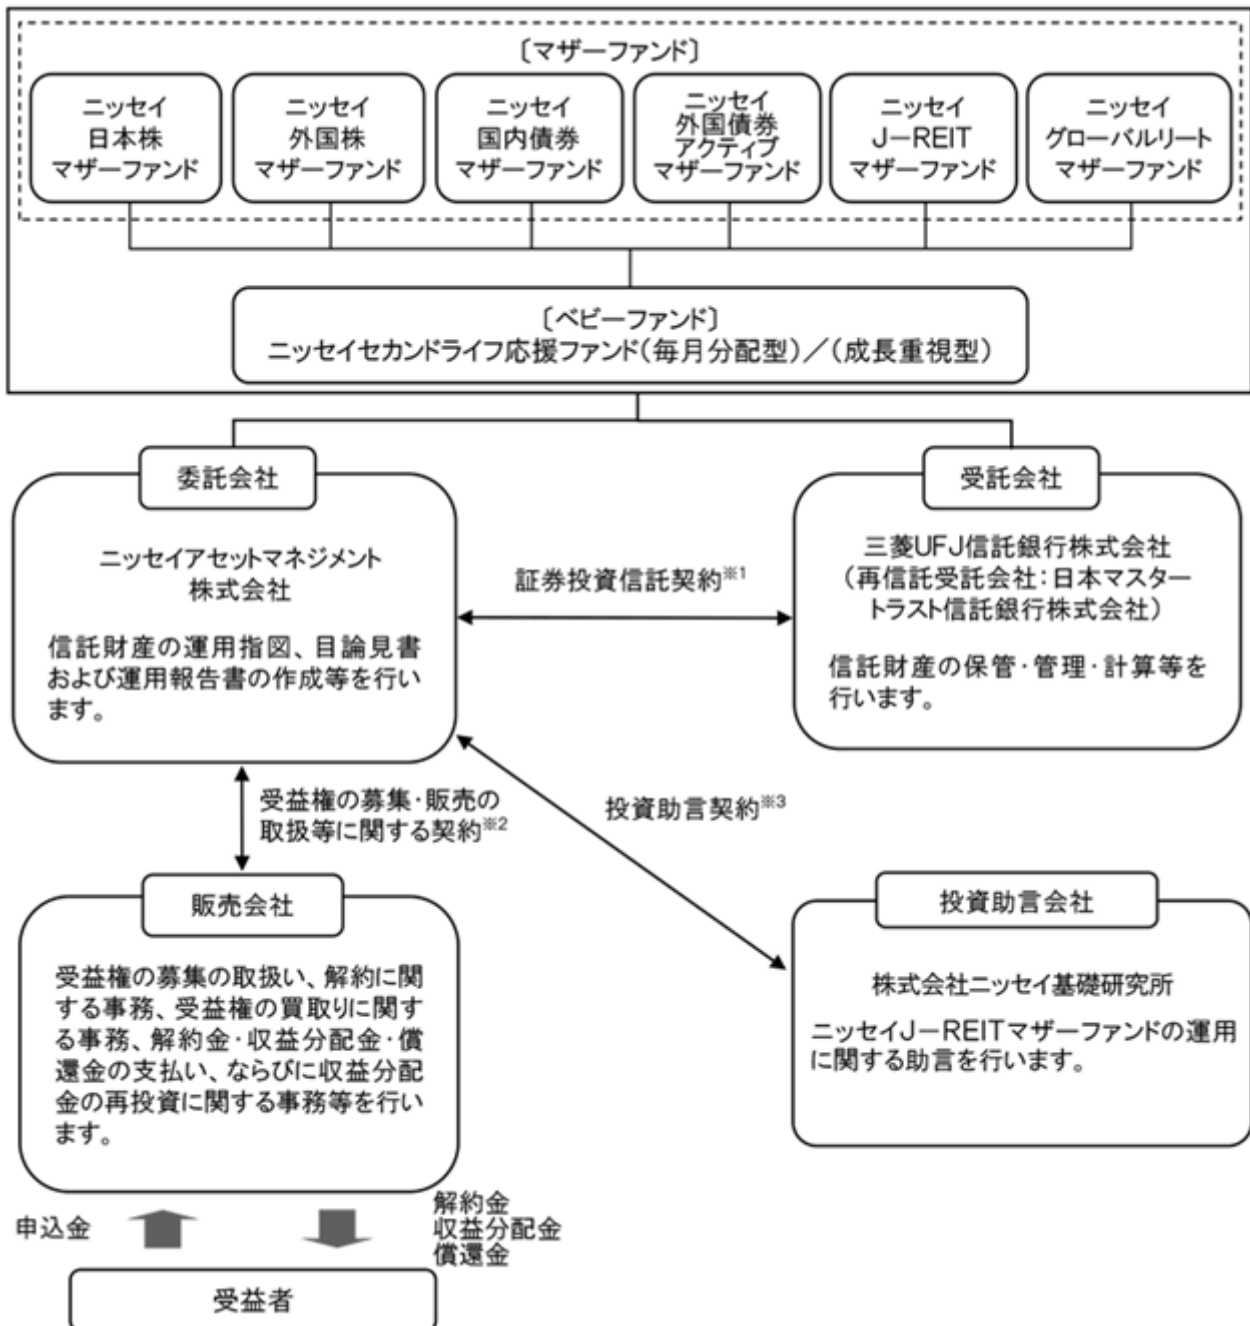 〔マザーファンド〕
ニッセイ
日本株
マザーファンド
ニッセイ
外国株
マザーファンド
ニッセイ
国内債券
マザーファンド
ニッセイ
外国債券
アクティブ
マザーファンド
ニッセイ
J－REIT
マザーファンド
ニッセイ
グローバルリート
マザーファンド
〔ベビーファンド〕
ニッセイセカンドライフ応援ファンド（毎月分配型）／（成長重視型）
委託会社
ニッセイアセットマネジメント
株式会社
信託財産の運用指図、目論見書
および運用報告書の作成等を行い
ます。
証券投資信託契約※1
受託会社
三菱UFJ信託銀行株式会社
（再信託受託会社：日本マスター
トラスト信託銀行株式会社）
信託財産の保管・管理・計算等を
行います。
受益権の募集・販売の
取扱等に関する契約※2
投資助言契約※3
販売会社
受益権の募集の取扱い、解約に関
する事務、受益権の買取りに関す
る事務、解約金・収益分配金・償
還金の支払い、ならびに収益分配
金の再投資に関する事務等を行い
ます。
投資助言会社
株式会社ニッセイ基礎研究所
ニッセイJ－REITマザーファンドの運用
に関する助言を行います。
申込金
解約金
収益分配金
償還金
受益者